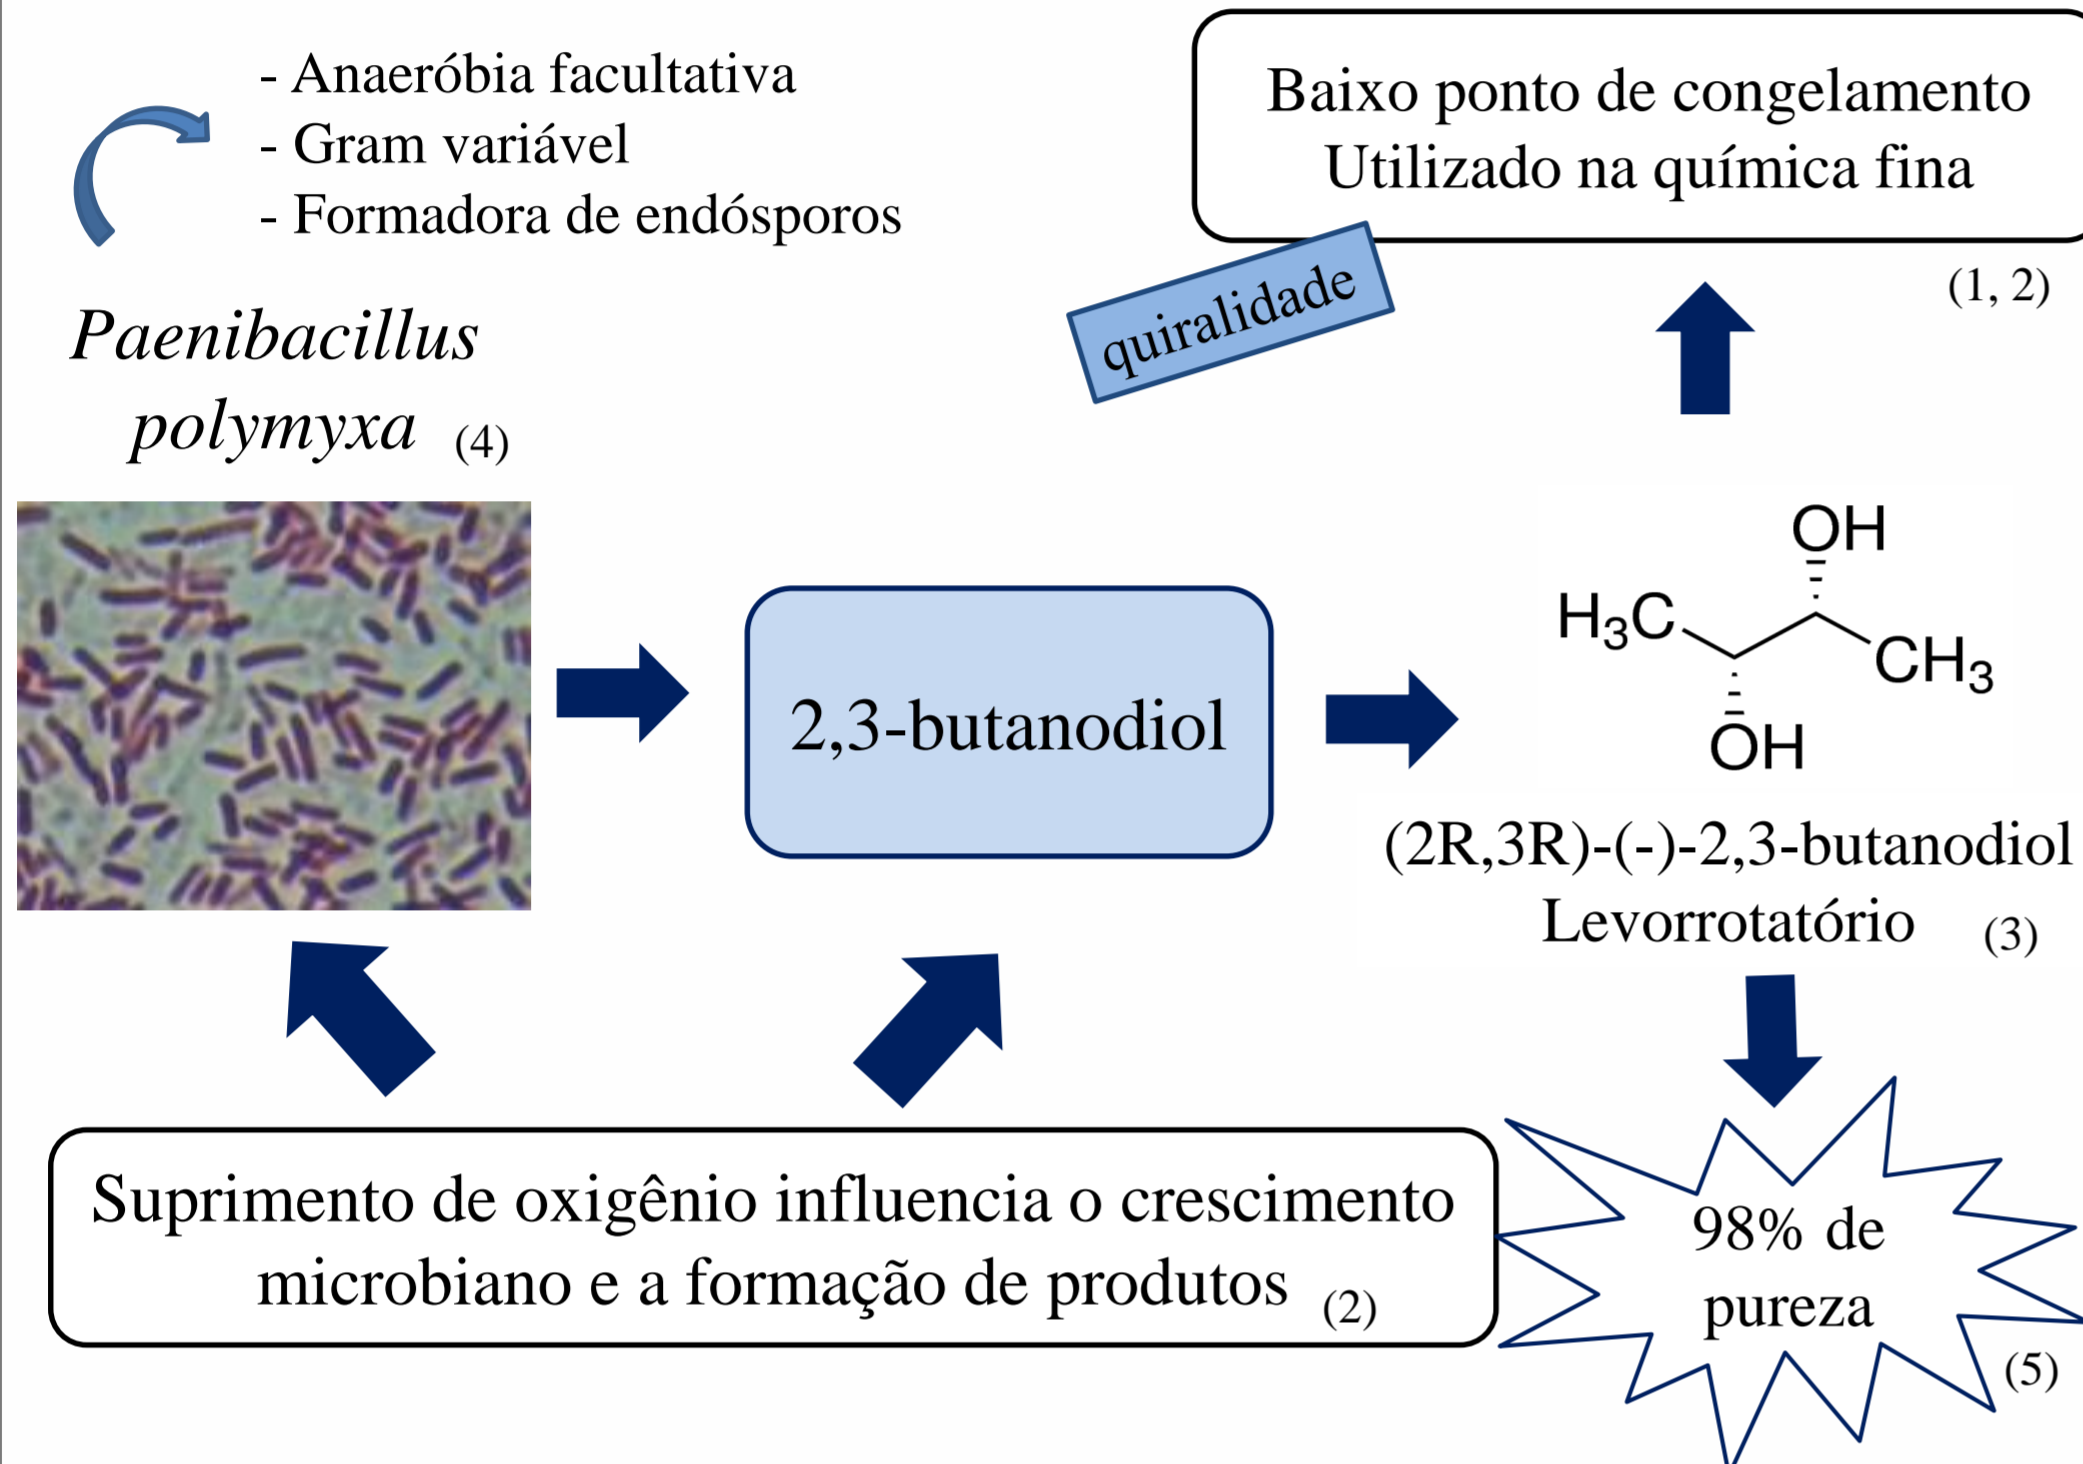 - Anaeróbia facultativa
- Gram variável
- Formadora de endósporos
Paenibacillus
polymyxa (4)
Baixo ponto de congelamento
Utilizado na química fina
(1, 2)
quiralidade
2,3-butanodiol
OH
H₃C
CH₃
OH
(2R,3R)-(-)-2,3-butanodiol
Levorrotatório (3)
Suprimento de oxigênio influencia o crescimento
microbiano e a formação de produtos (2)
98% de
pureza
(5)